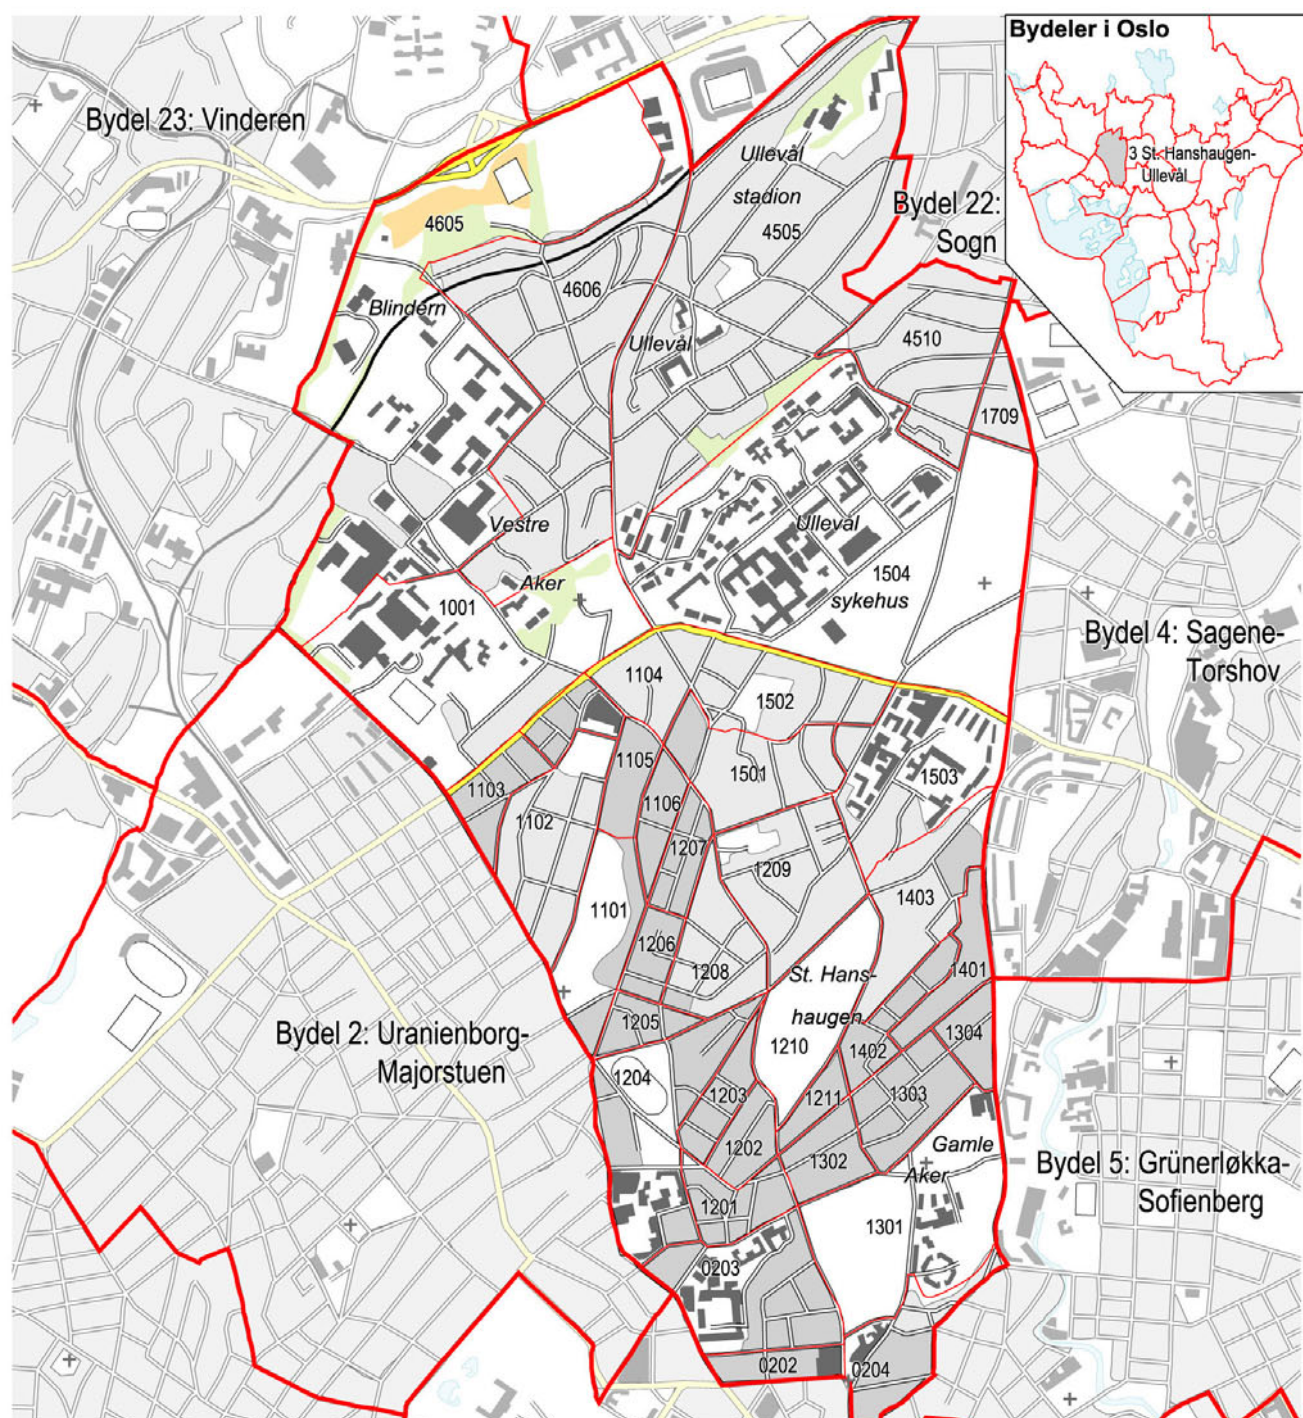 Bydeler i Oslo
3 St. Hanshaugen-
Ullevål
Bydel 23: Vinderen
Ullevål
stadion
Bydel 22:
Sogn
4605
4505
4606
Blindern
Ullevål
4510
1709
Vestre
Ullevål
Aker
1504
sykehus
1001
Bydel 4: Sagene-
Torshov
1104
1502
1105
1501
1503
1103
1106
1102
1207
1209
1403
1101
1206
1208
St. Hans-
haugen
1401
1205
1304
Bydel 2: Uranienborg-
Majorstuen
1210
1402
1204
1203
1211
1303
1202
1302
Gamle
Aker
Bydel 5: Grünerløkka-
Sofienberg
1201
1301
0203
0202
0204